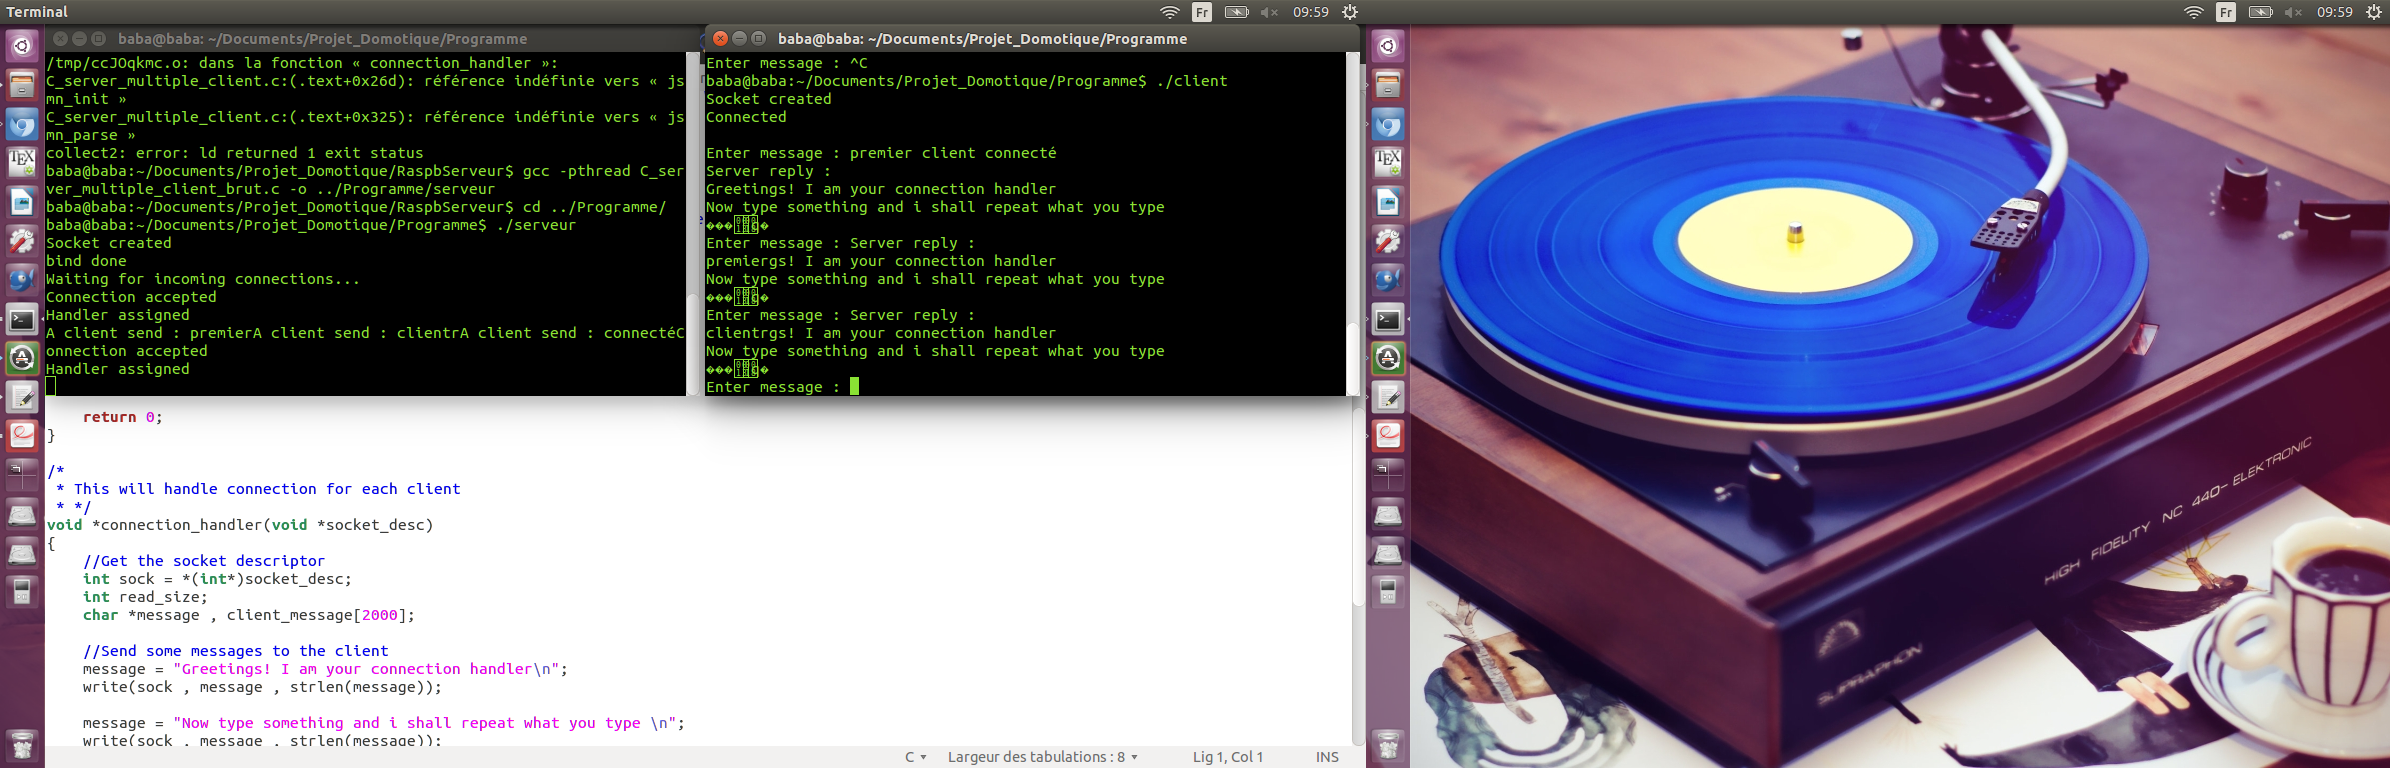 Terminal
Fr
09:59
Fr
09:59
baba@baba: ~/Documents/Projet_Domotique/Programme
/tmp/ccJOqkmc.o: dans la fonction « connection_handler »:
C_server_multiple_client.c:(.text+0x26d): référence indéfinie vers « js
mn_init »
C_server_multiple_client.c:(.text+0x325): référence indéfinie vers « js
mn_parse »
collect2: error: ld returned 1 exit status
baba@baba:~/Documents/Projet_Domotique/RaspbServeur$ gcc -pthread C_ser
ver_multiple_client_brut.c -o ../Programme/serveur
baba@baba:~/Documents/Projet_Domotique/RaspbServeur$ cd ../Programme/
baba@baba:~/Documents/Projet_Domotique/Programme$ ./serveur
Socket created
bind done
Waiting for incoming connections...
Connection accepted
Handler assigned
A client send : premierA client send : clientrA client send : connectéC
onnection accepted
Handler assigned
baba@baba: ~/Documents/Projet_Domotique/Programme
Enter message : ^C
baba@baba:~/Documents/Projet_Domotique/Programme$ ./client
Socket created
Connected
Enter message : premier client connecté
Server reply :
Greetings! I am your connection handler
Now type something and i shall repeat what you type
Enter message : Server reply :
premiergs! I am your connection handler
Now type something and i shall repeat what you type
Enter message : Server reply :
clientrgs! I am your connection handler
Now type something and i shall repeat what you type
Enter message :
return 0;
}
/*
* This will handle connection for each client
* */
void *connection_handler(void *socket_desc)
{
//Get the socket descriptor
int sock = *(int*)socket_desc;
int read_size;
char *message , client_message[2000];
//Send some messages to the client
message = "Greetings! I am your connection handler\n";
write(sock , message , strlen(message));
message = "Now type something and i shall repeat what you type \n";
write(sock , message , strlen(message));
C
Largeur des tabulations : 8
Lig 1, Col 1
INS
TEX
TEX
HIGH FIDELITY NC 440- ELEKTRONIC
SUPRAPHON